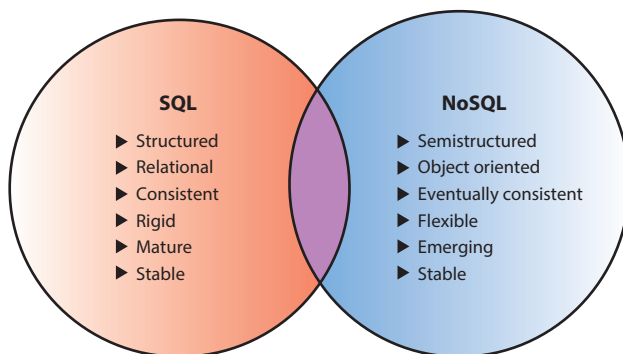 SQL
Structured
Relational
Consistent
Rigid
Mature
Stable
NoSQL
Semistructured
Object oriented
Eventually consistent
Flexible
Emerging
Stable